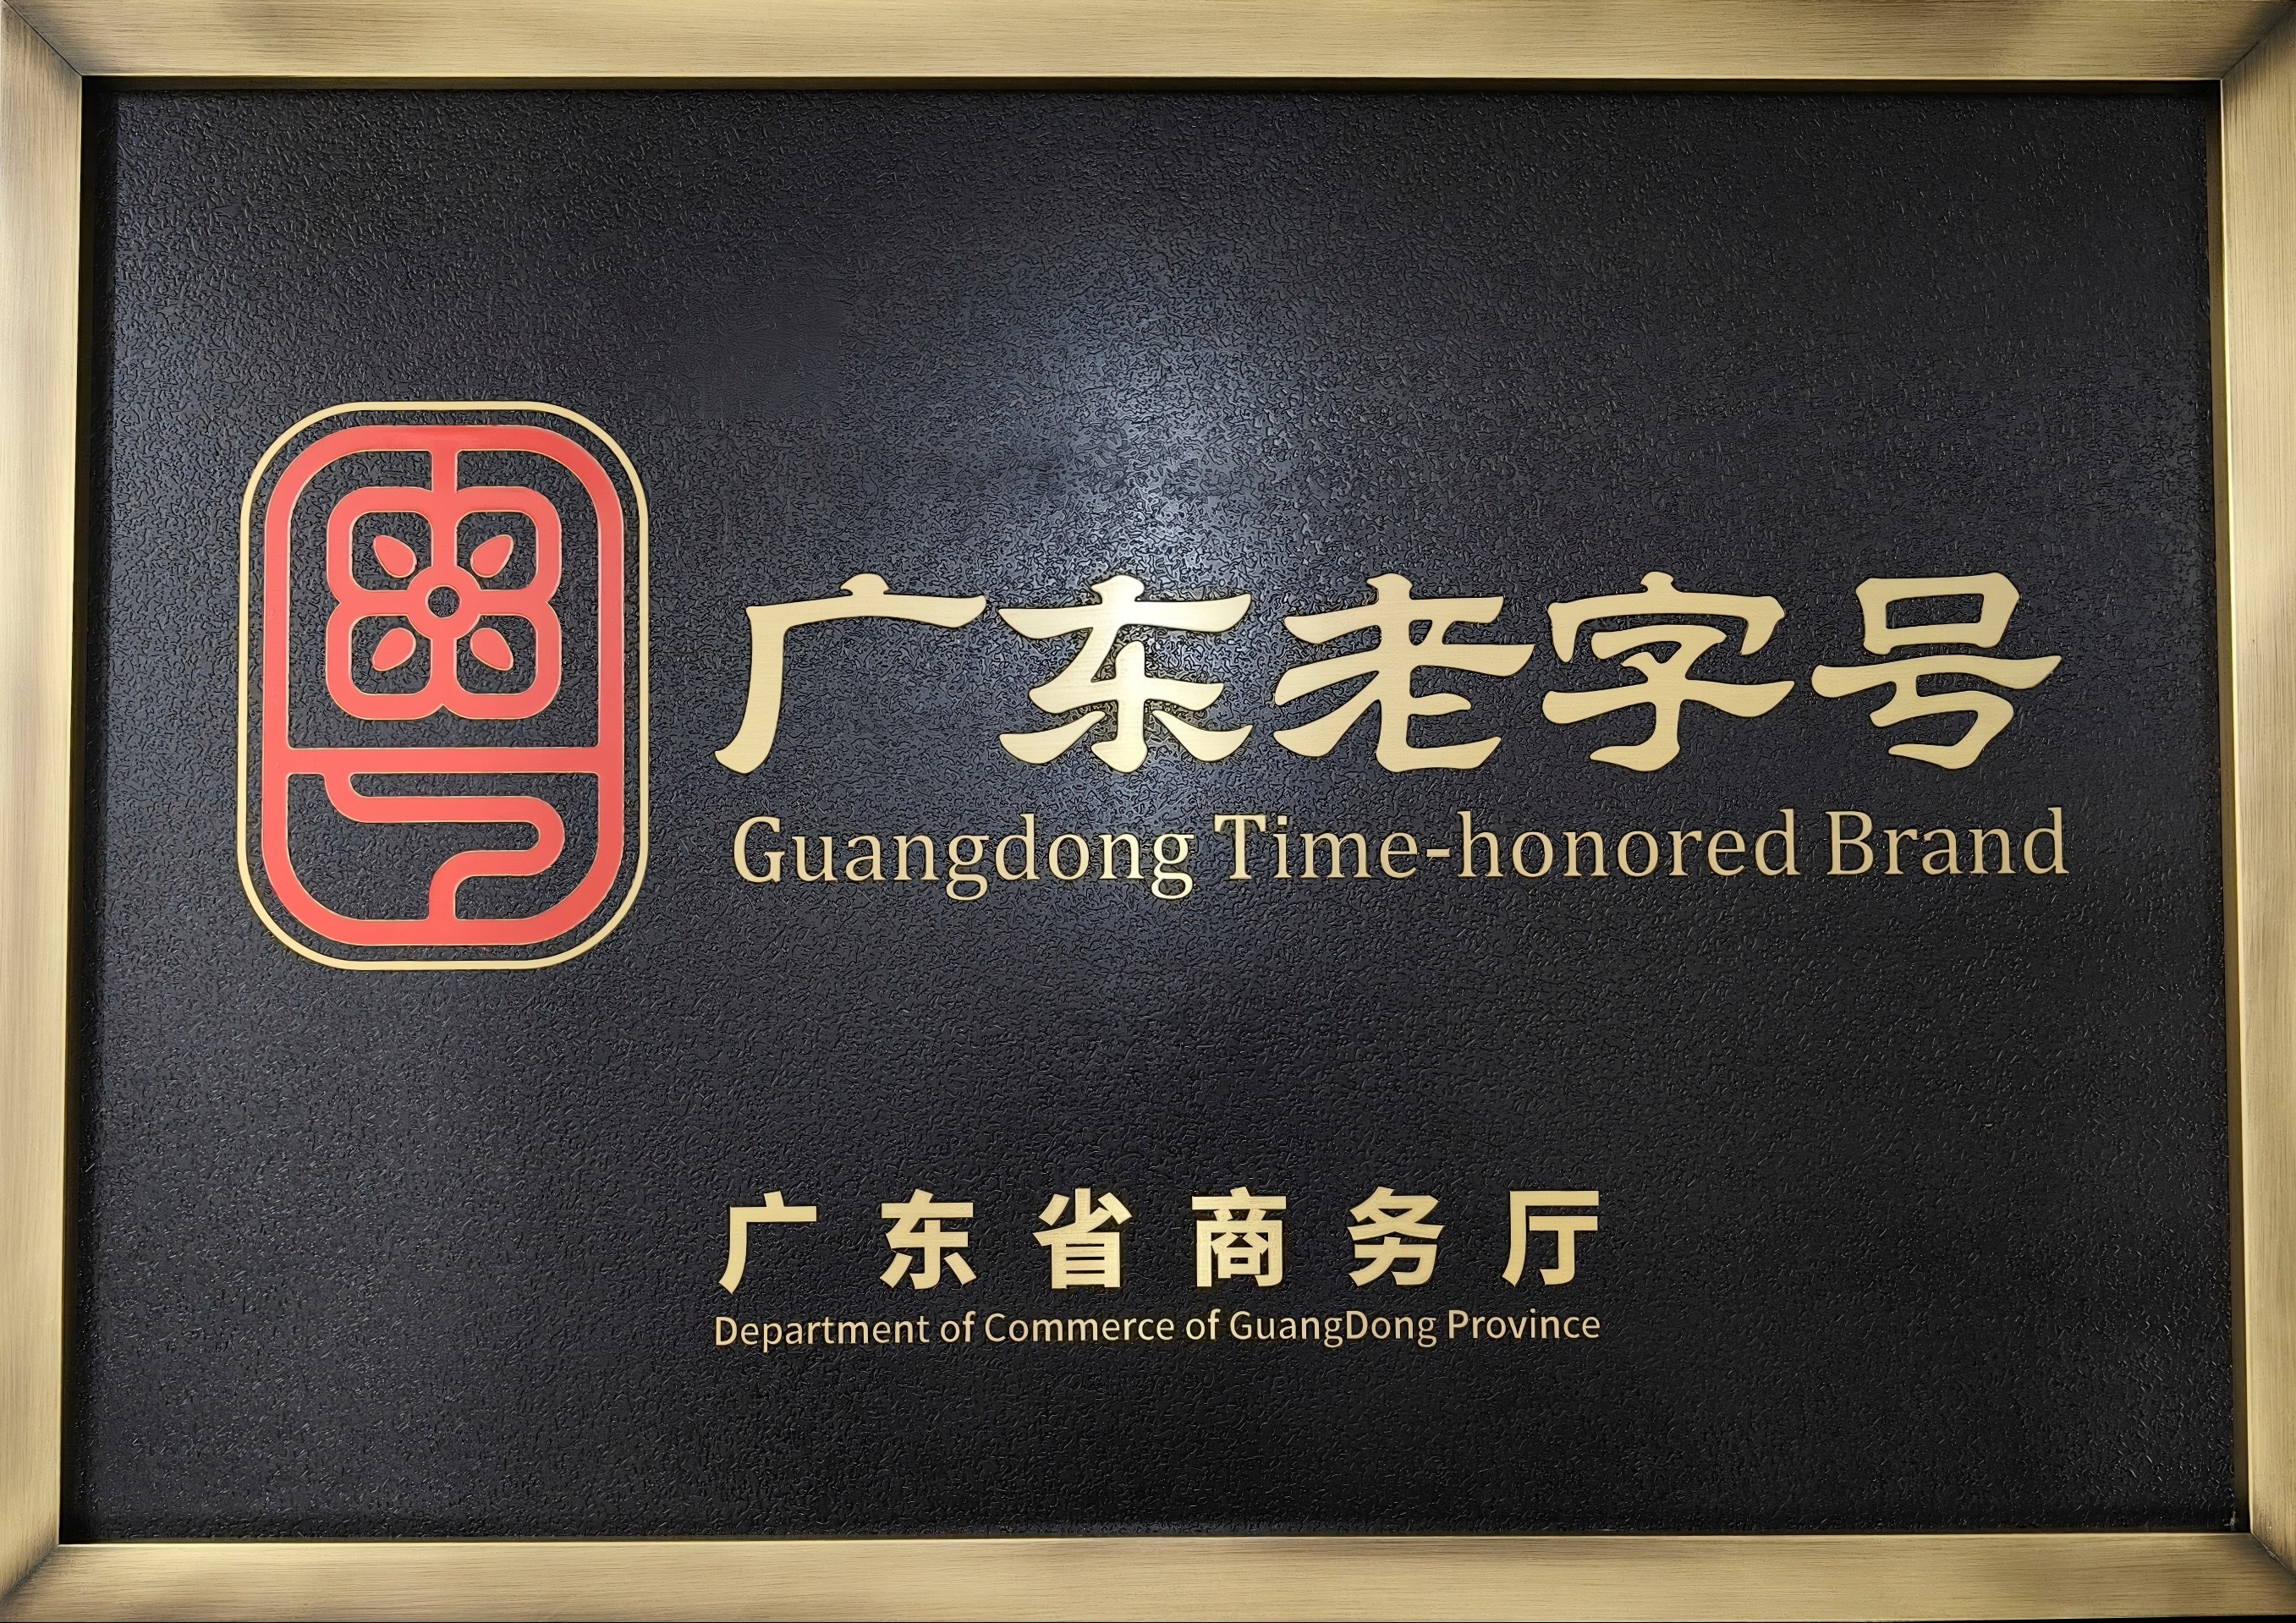 广东老字号
Guangdong Time-honored Brand
广东省商务厅
Department of Commerce of GuangDong Province